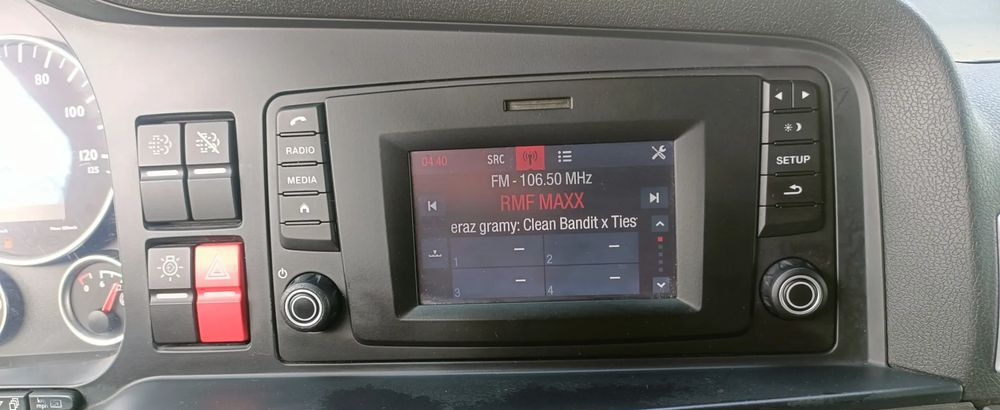 80
100
120
125
RADIO
MEDIA
SETUP
04:40
SRC
FM - 106.50 MHz
RMF MAXX
eraz gramy: Clean Bandit x Ties
1
2
3
4